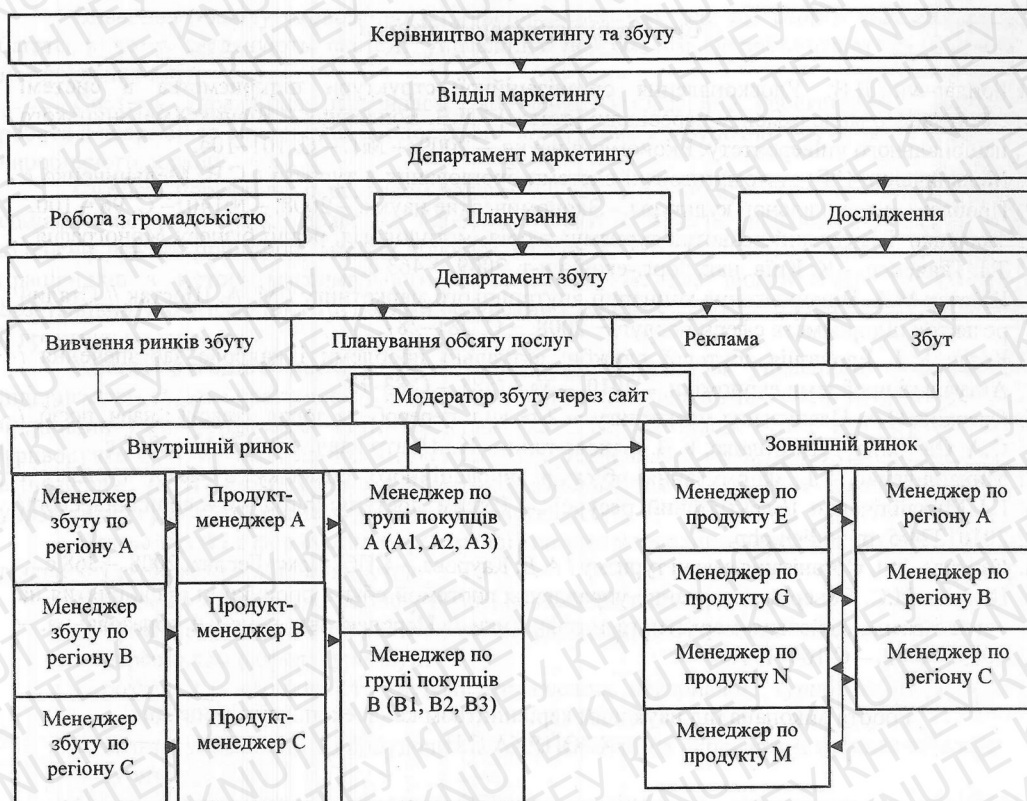 Керівництво маркетингу та збуту
Відділ маркетингу
Департамент маркетингу
Робота з громадськістю
Планування
Дослідження
Департамент збуту
Вивчення ринків збуту
Планування обсягу послуг
Реклама
Збут
Модератор збуту через сайт
Внутрішній ринок
Менеджер
збуту по
регіону А
Продукт-
менеджер А
Менеджер по
групі покупців
А (А1, А2, А3)
Менеджер
збуту по
регіону В
Продукт-
менеджер В
Менеджер по
групі покупців
В (В1, В2, В3)
Менеджер
збуту по
регіону С
Продукт-
менеджер С
Зовнішній ринок
Менеджер по
продукту E
Менеджер по
регіону А
Менеджер по
продукту G
Менеджер по
регіону В
Менеджер по
продукту N
Менеджер по
регіону С
Менеджер по
продукту M
KNUTE KHTEY KNUTE KHTEY